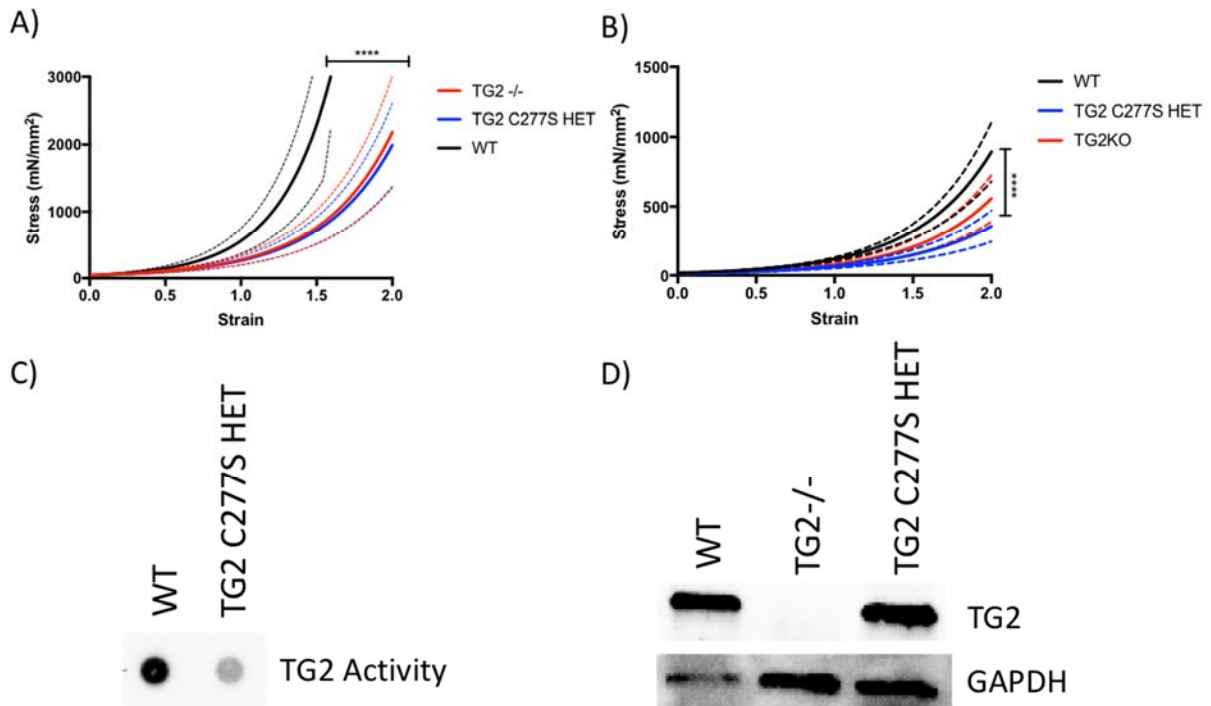 A)
****
3000
2000
1000
0
Stress (mN/mm²)
0.0 0.5 1.0 1.5 2.0
Strain
TG2 -/-
TG2 C277S HET
WT
B)
1500
1000
500
0
Stress (mN/mm²)
0.0 0.5 1.0 1.5 2.0
Strain
****
WT
TG2 C277S HET
TG2KO
C)
WT
TG2 C277S HET
TG2 Activity
D)
WT
TG2-/-
TG2 C277S HET
TG2
GAPDH